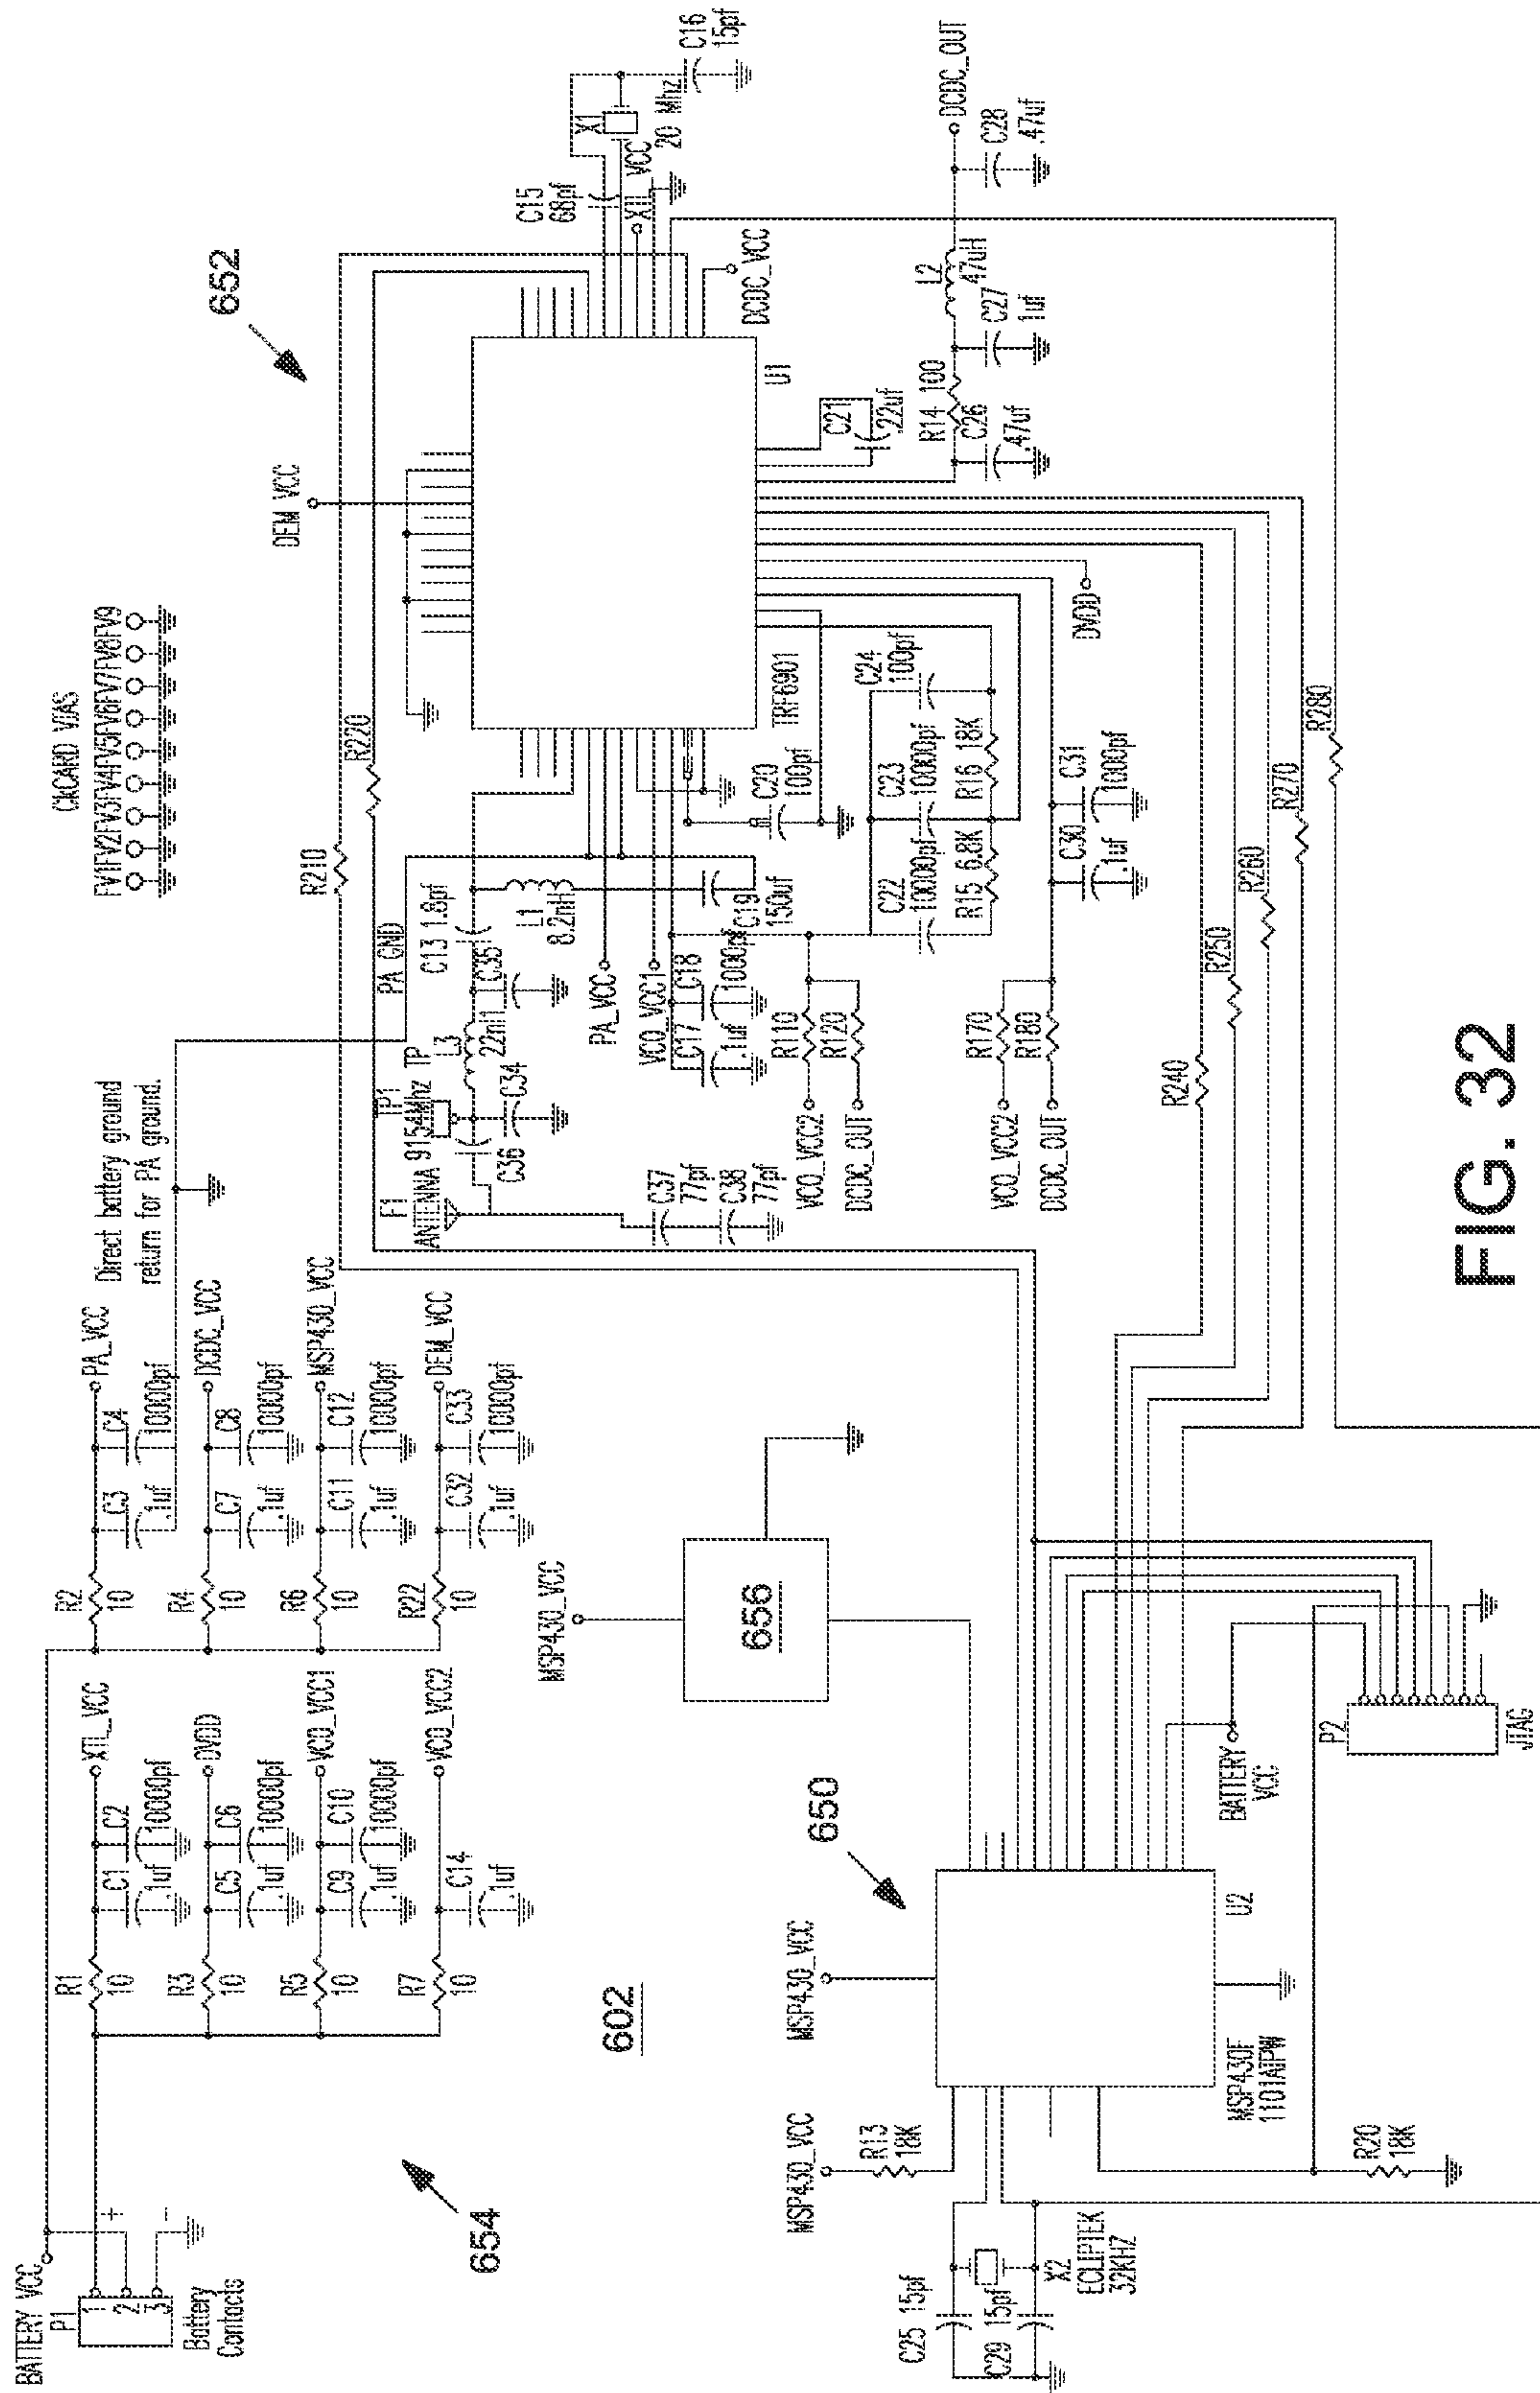 BATTERY VCC
P1
1
2
3
+
-
Battery
Contacts
654
R1
10
C1
.1uf
C2
10000pf
XTL_VCC
R3
10
C5
.1uf
C6
10000pf
DVDD
R5
10
C9
.1uf
C10
1000pf
VCO_VCC1
R7
10
C14
.1uf
VCO_VCC2
R2
10
C3
.1uf
C4
10000pf
PA_VCC
R4
10
C7
.1uf
C8
10000pf
DCDC_VCC
R6
10
C11
.1uf
C12
10000pf
MSP430_VCC
R22
10
C32
.1uf
C33
10000pf
DEM_VCC
Direct battery ground
return for PA ground.
CKCARD VIAS
FV1FV2FV3FV4FV5FV6FV7FV8FV9
652
602
R210
R220
PA GND
DEM VCC
F1
ANTENNA
TP1
9154Mhz TP
C36
C34
L3
22nH
C35
C13 1.8pf
L1
8.2nH
C19
150uf
C37
77pf
C38
77pf
PA_VCC
VCO_VCC1
C17
.1uf
C18
1000pf
C20
100pf
TRF6901
U1
C15
68pf
X1
20 Mhz
C16
15pf
XTL VCC
DCDC_VCC
C21
.22uf
R14 100
C26
.47uf
C27
1uf
L2
47uH
C28
.47uf
DCDC_OUT
R110
VCO_VCC2
R120
DCDC_OUT
C22
10000pf
C23
10000pf
C24
100pf
R15 6.8K
R16 18K
R170
VCO_VCC2
R180
DCDC_OUT
C30
.1uf
C31
1000pf
DVDD
R240
R250
R260
R270
R280
MSP430_VCC
656
650
MSP430_VCC
MSP430_VCC
R13
18K
C25 15pf
C29 15pf
X2
ECLIPTEK
32KHZ
MSP430F
1101AIPW
U2
R20
18K
BATTERY
VCC
P2
JTAG
FIG. 32